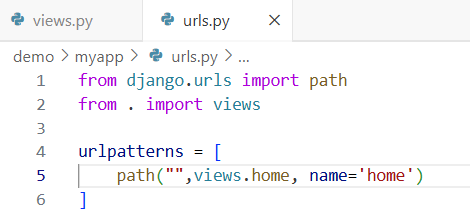 views.py urls.py ×
demo > myapp > urls.py > ...
1 from django.urls import path
2 from . import views
3
4 urlpatterns = [
5     path("",views.home, name='home')
6 ]